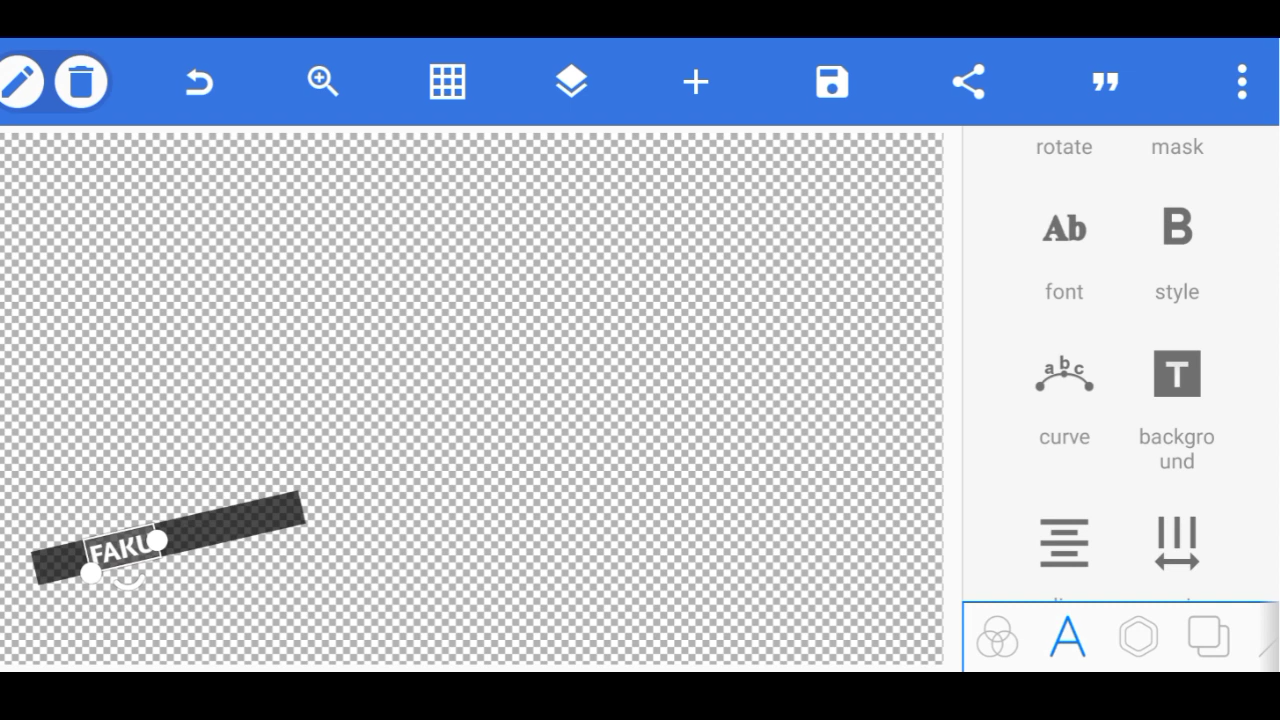 rotate mask
Ab B
font style
abc T
curve backgro
und
FAKU
A